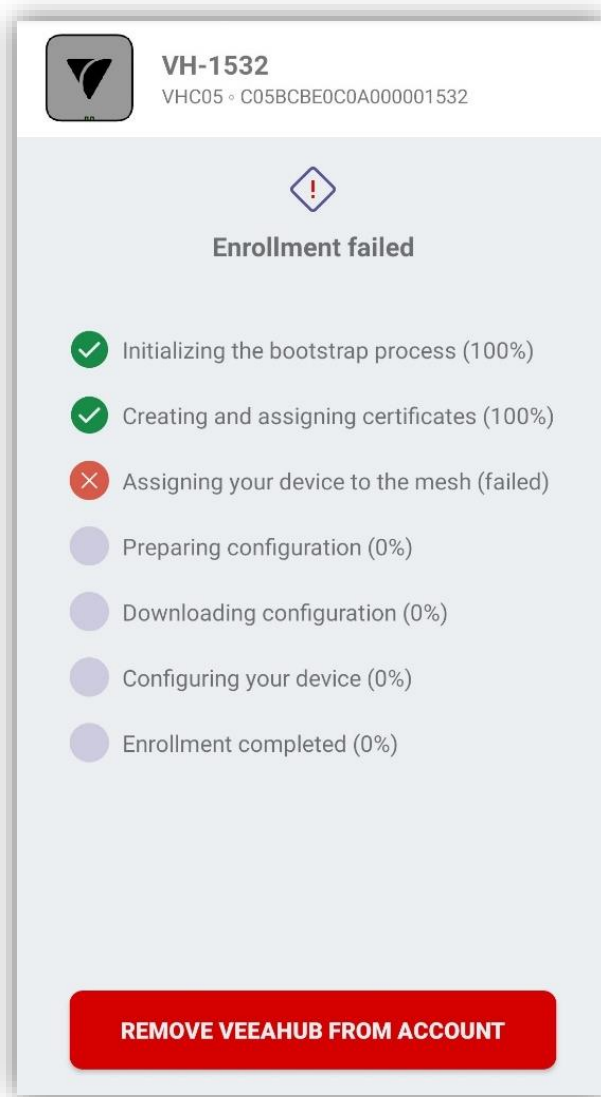 VH-1532
VHC05 ◦ C05BCBE0C0A000001532
Enrollment failed
Initializing the bootstrap process (100%)
Creating and assigning certificates (100%)
Assigning your device to the mesh (failed)
Preparing configuration (0%)
Downloading configuration (0%)
Configuring your device (0%)
Enrollment completed (0%)
REMOVE VEEAHUB FROM ACCOUNT